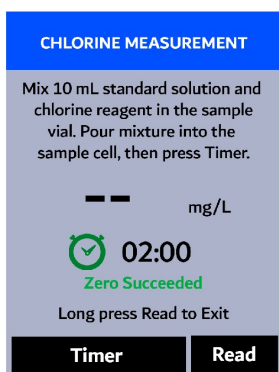 CHLORINE MEASUREMENT
Mix 10 mL standard solution and
chlorine reagent in the sample
vial. Pour mixture into the
sample cell, then press Timer.
-- mg/L
02:00
Zero Succeeded
Long press Read to Exit
Timer Read